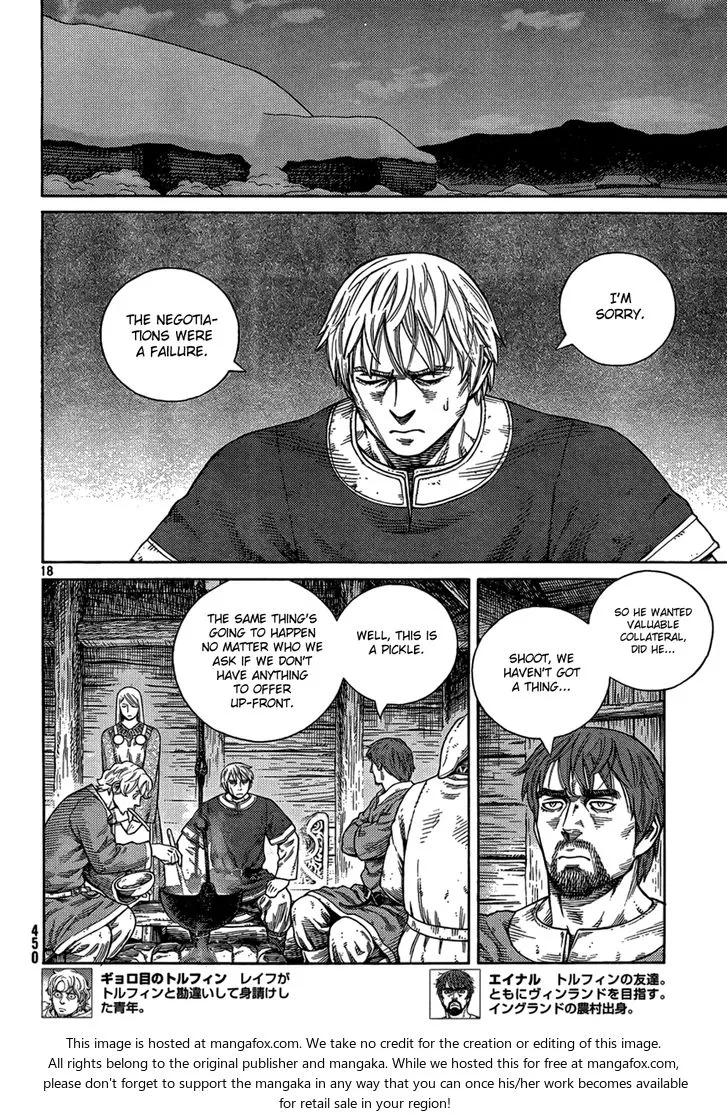 I'M
SORRY.
THE NEGOTIA-
TIONS WERE
A FAILURE.
18
SO HE WANTED
VALUABLE
COLLATERAL,
DID HE...
SHOOT, WE
HAVEN'T GOT
A THING...
WELL, THIS IS
A PICKLE.
THE SAME THING'S
GOING TO HAPPEN
NO MATTER WHO WE
ASK IF WE DON'T
HAVE ANYTHING
TO OFFER
UP-FRONT.
450
ギョロ目のトルフィン レイフが
トルフィンと勘違いして身請けし
た青年。
エイナル トルフィンの友達。
ともにヴィンランドを目指す。
イングランドの農村出身。
This image is hosted at mangafox.com. We take no credit for the creation or editing of this image.
All rights belong to the original publisher and mangaka. While we hosted this for free at mangafox.com,
please don't forget to support the mangaka in any way that you can once his/her work becomes available
for retail sale in your region!